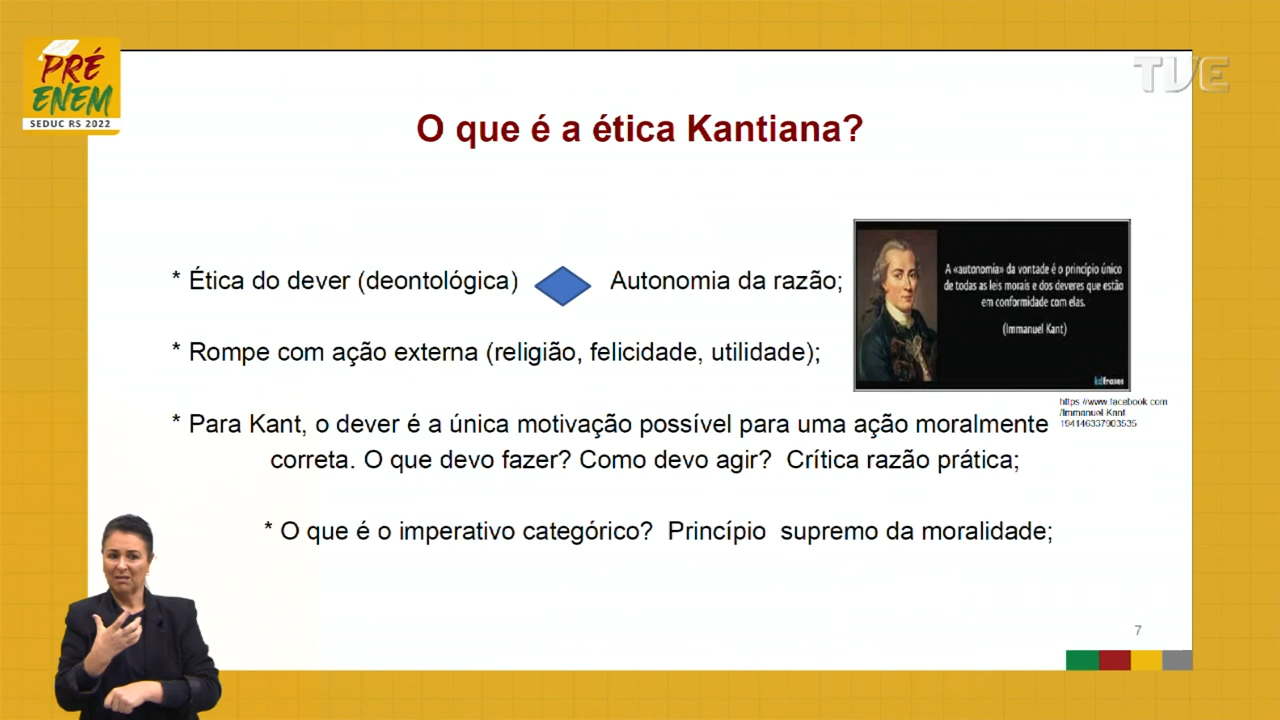 PRÉ
ENEM
SEDUC RS 2022
TVE
O que é a ética Kantiana?
* Ética do dever (deontológica) Autonomia da razão;
A «autonomia» da vontade é o princípio único
de todas as leis morais e dos deveres que estão
em conformidade com elas.
(Immanuel Kant)
kdfrases
* Rompe com ação externa (religião, felicidade, utilidade);
https://www.facebook.com
/Immanuel-Kant
194146337903535
* Para Kant, o dever é a única motivação possível para uma ação moralmente
correta. O que devo fazer? Como devo agir? Crítica razão prática;
* O que é o imperativo categórico? Princípio supremo da moralidade;
7